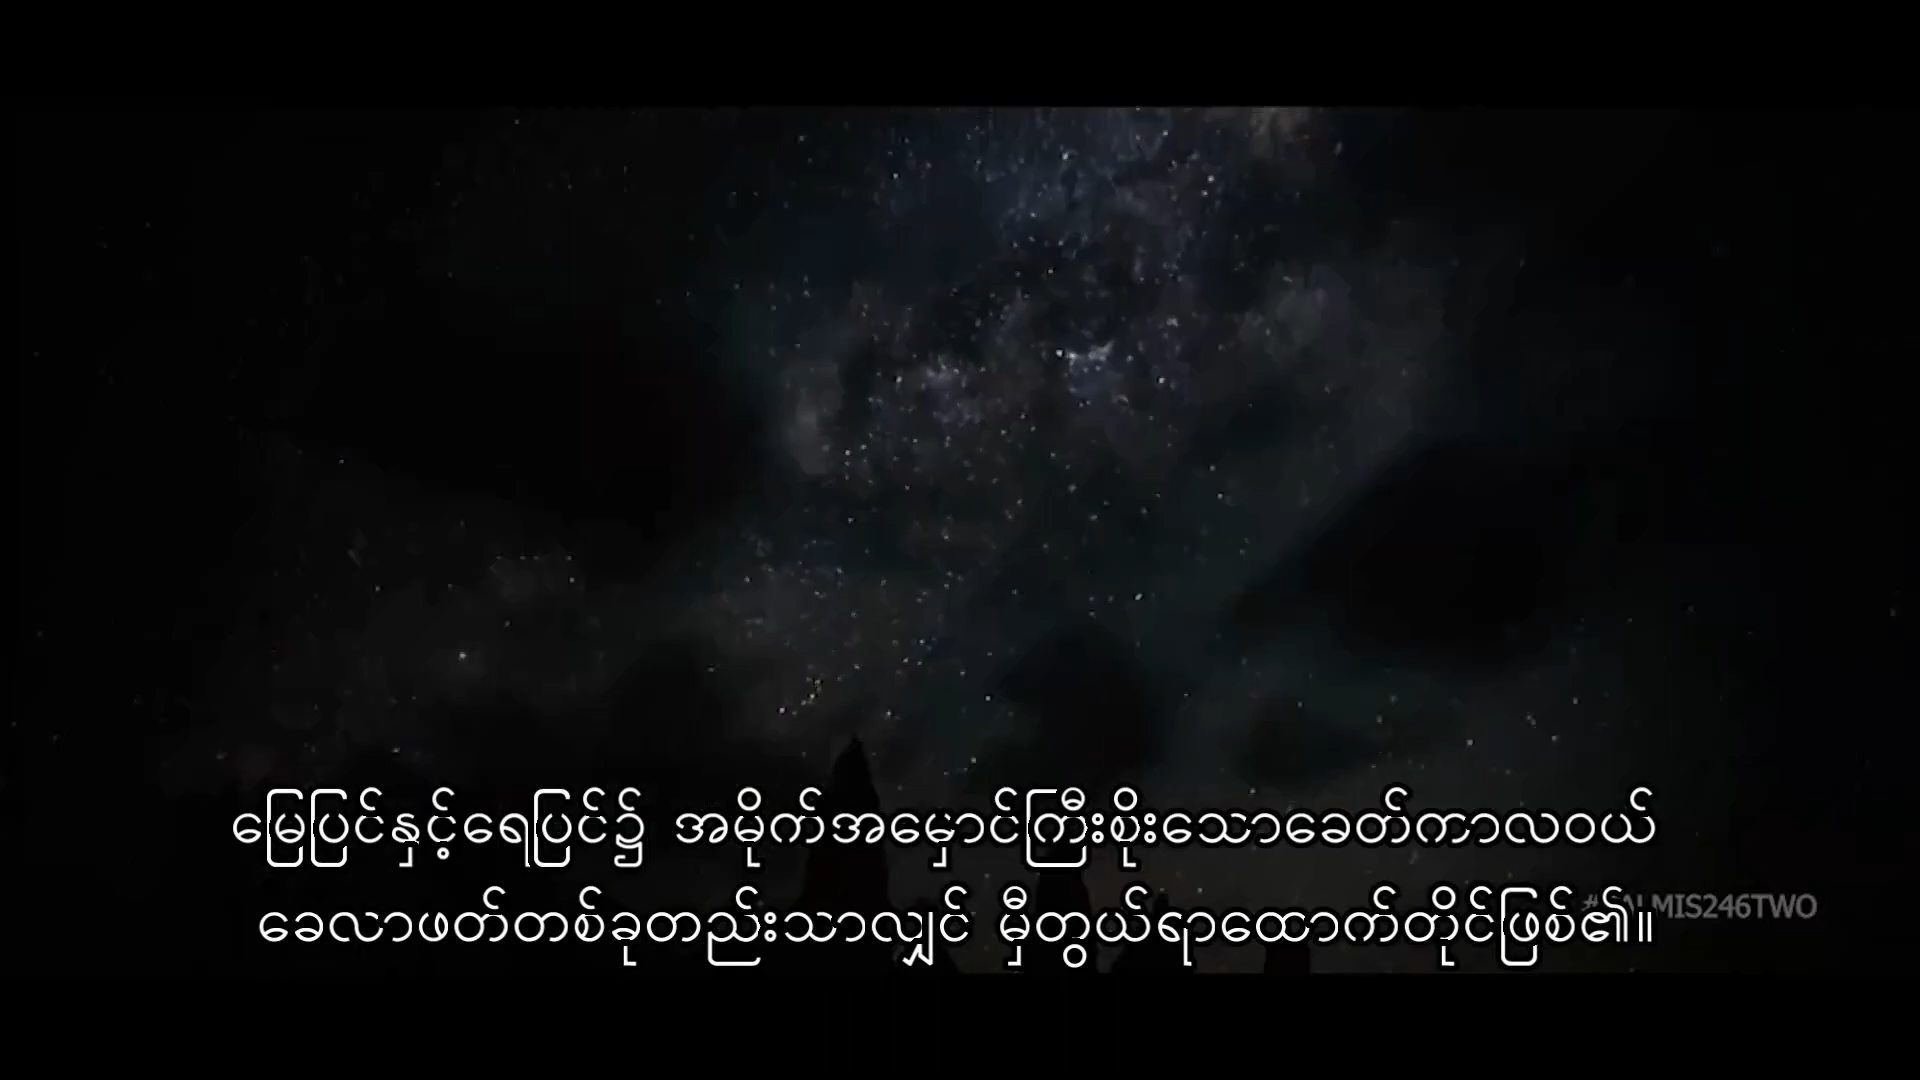 မြေပြင်နှင့်ရေပြင်၌ အမိုက်အမှောင်ကြီးစိုးသောခေတ်ကာလဝယ်
ခေလာဖတ်တစ်ခုတည်းသာလျှင် မှီတွယ်ရာထောက်တိုင်ဖြစ်၏။